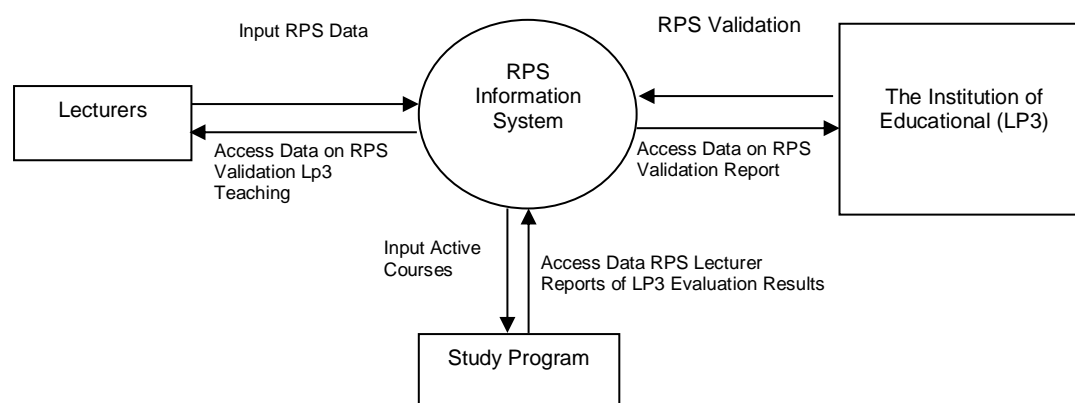 Input RPS Data
RPS Validation
Lecturers
RPS
Information
System
The Institution of
Educational (LP3)
Access Data on RPS
Validation Lp3
Teaching
Access Data on RPS
Validation Report
Input Active
Courses
Access Data RPS Lecturer
Reports of LP3 Evaluation Results
Study Program